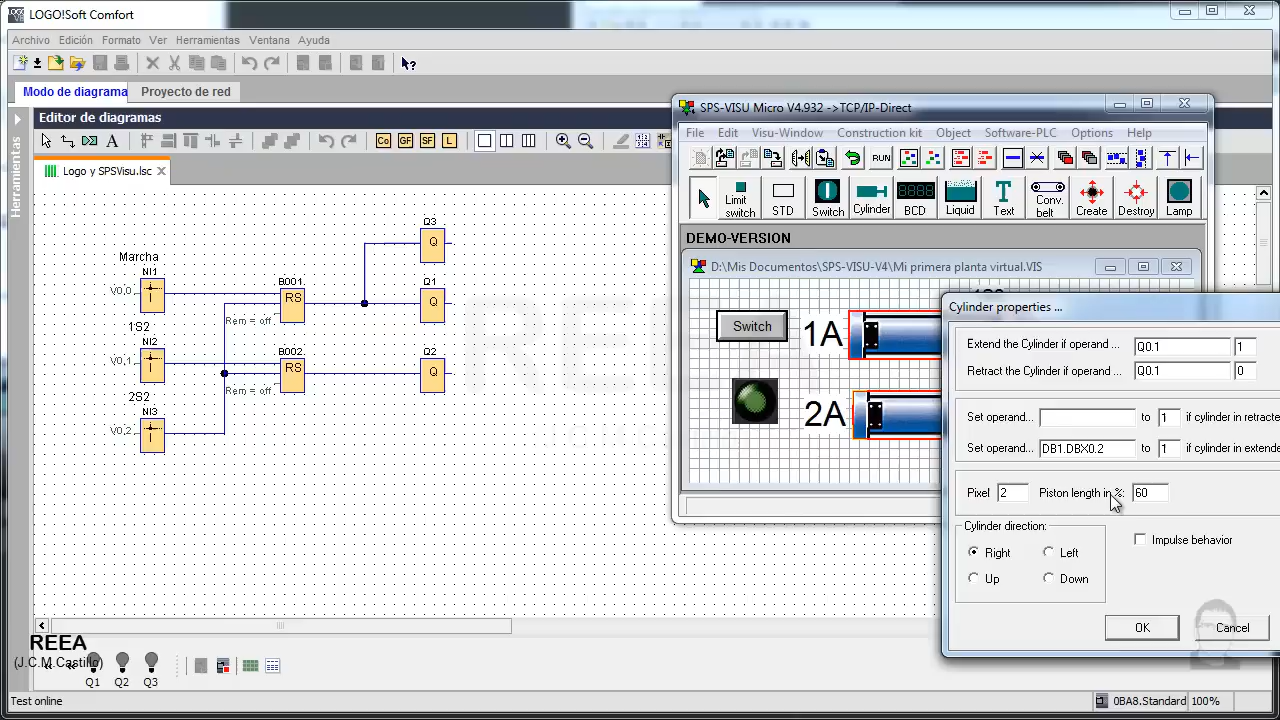 LOGO!Soft Comfort
Archivo Edición Formato Ver Herramientas Ventana Ayuda
Modo de diagrama Proyecto de red
Editor de diagramas
Herramientas
Co GF SF L
Logo y SPSVisu.lsc
Marcha
NI1
V0.0
I
1S2
NI2
V0.1
I
2S2
NI3
.2
I
B001
RS
Rem = off
B002
RS
Rem = off
Q3
Q
Q1
Q
Q2
Q
SPS-VISU Micro V4.932 ->TCP/IP-Direct
File Edit Visu-Window Construction kit Object Software-PLC Options Help
RUN
Limit switch
STD
Switch
Cylinder
8888
BCD
Liquid
Text
Conv. belt
Create
Destroy
Lamp
DEMO-VERSION
D:\Mis Documentos\SPS-VISU-V4\Mi primera planta virtual.VIS
Switch
1A
2A
Cylinder properties ...
Extend the Cylinder if operand ... Q0.1 1
Retract the Cylinder if operand ... Q0.1 0
Set operand... to 1 if cylinder in retracte
Set operand... DB1.DBX0.2 to 1 if cylinder in extende
Pixel 2 Piston length in %: 60
Cylinder direction:
Right Left
Up Down
Impulse behavior
OK Cancel
REEA
(J.C.M.Castillo)
Q1 Q2 Q3
Test online
0BA8.Standard 100%